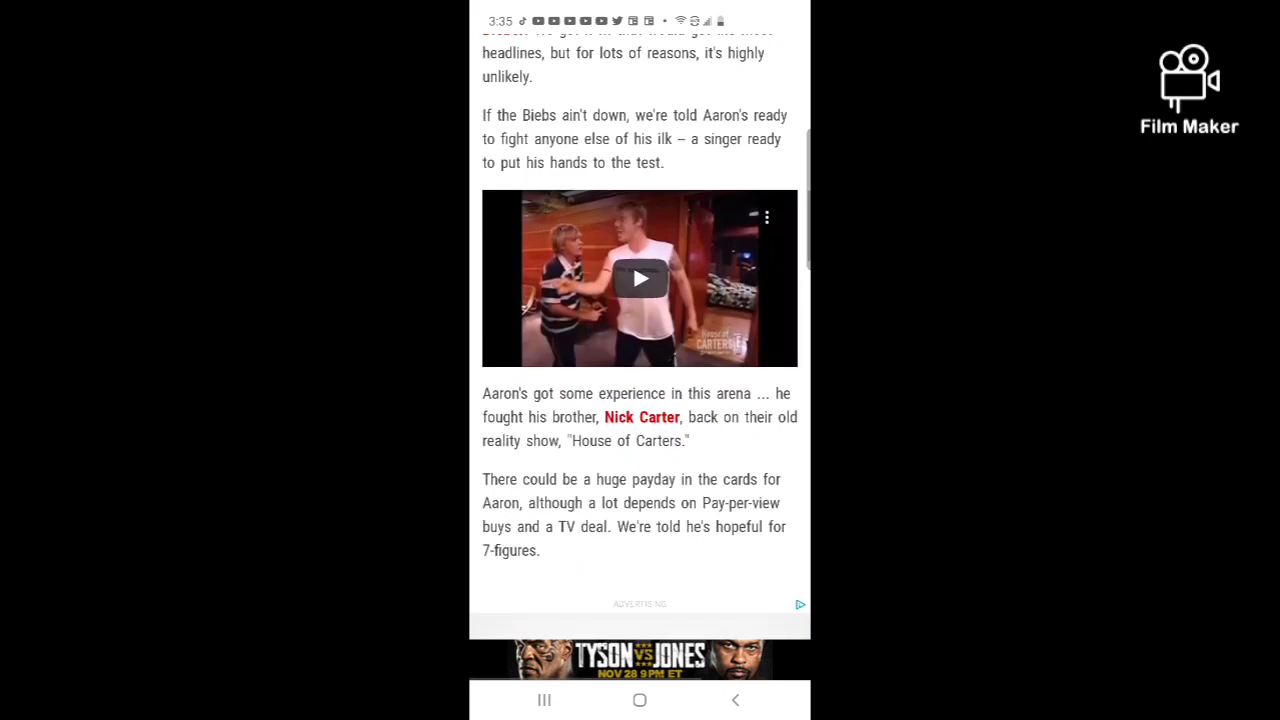 3:35
Film Maker
headlines, but for lots of reasons, it's highly
unlikely.
If the Biebs ain't down, we're told Aaron's ready
to fight anyone else of his ilk – a singer ready
to put his hands to the test.
House of
CARTERS
Aaron's got some experience in this arena ... he
fought his brother, Nick Carter, back on their old
reality show, "House of Carters."
There could be a huge payday in the cards for
Aaron, although a lot depends on Pay-per-view
buys and a TV deal. We're told he's hopeful for
7-figures.
ADVERTISING
TYSON VS JONES
NOV 28 9PM ET